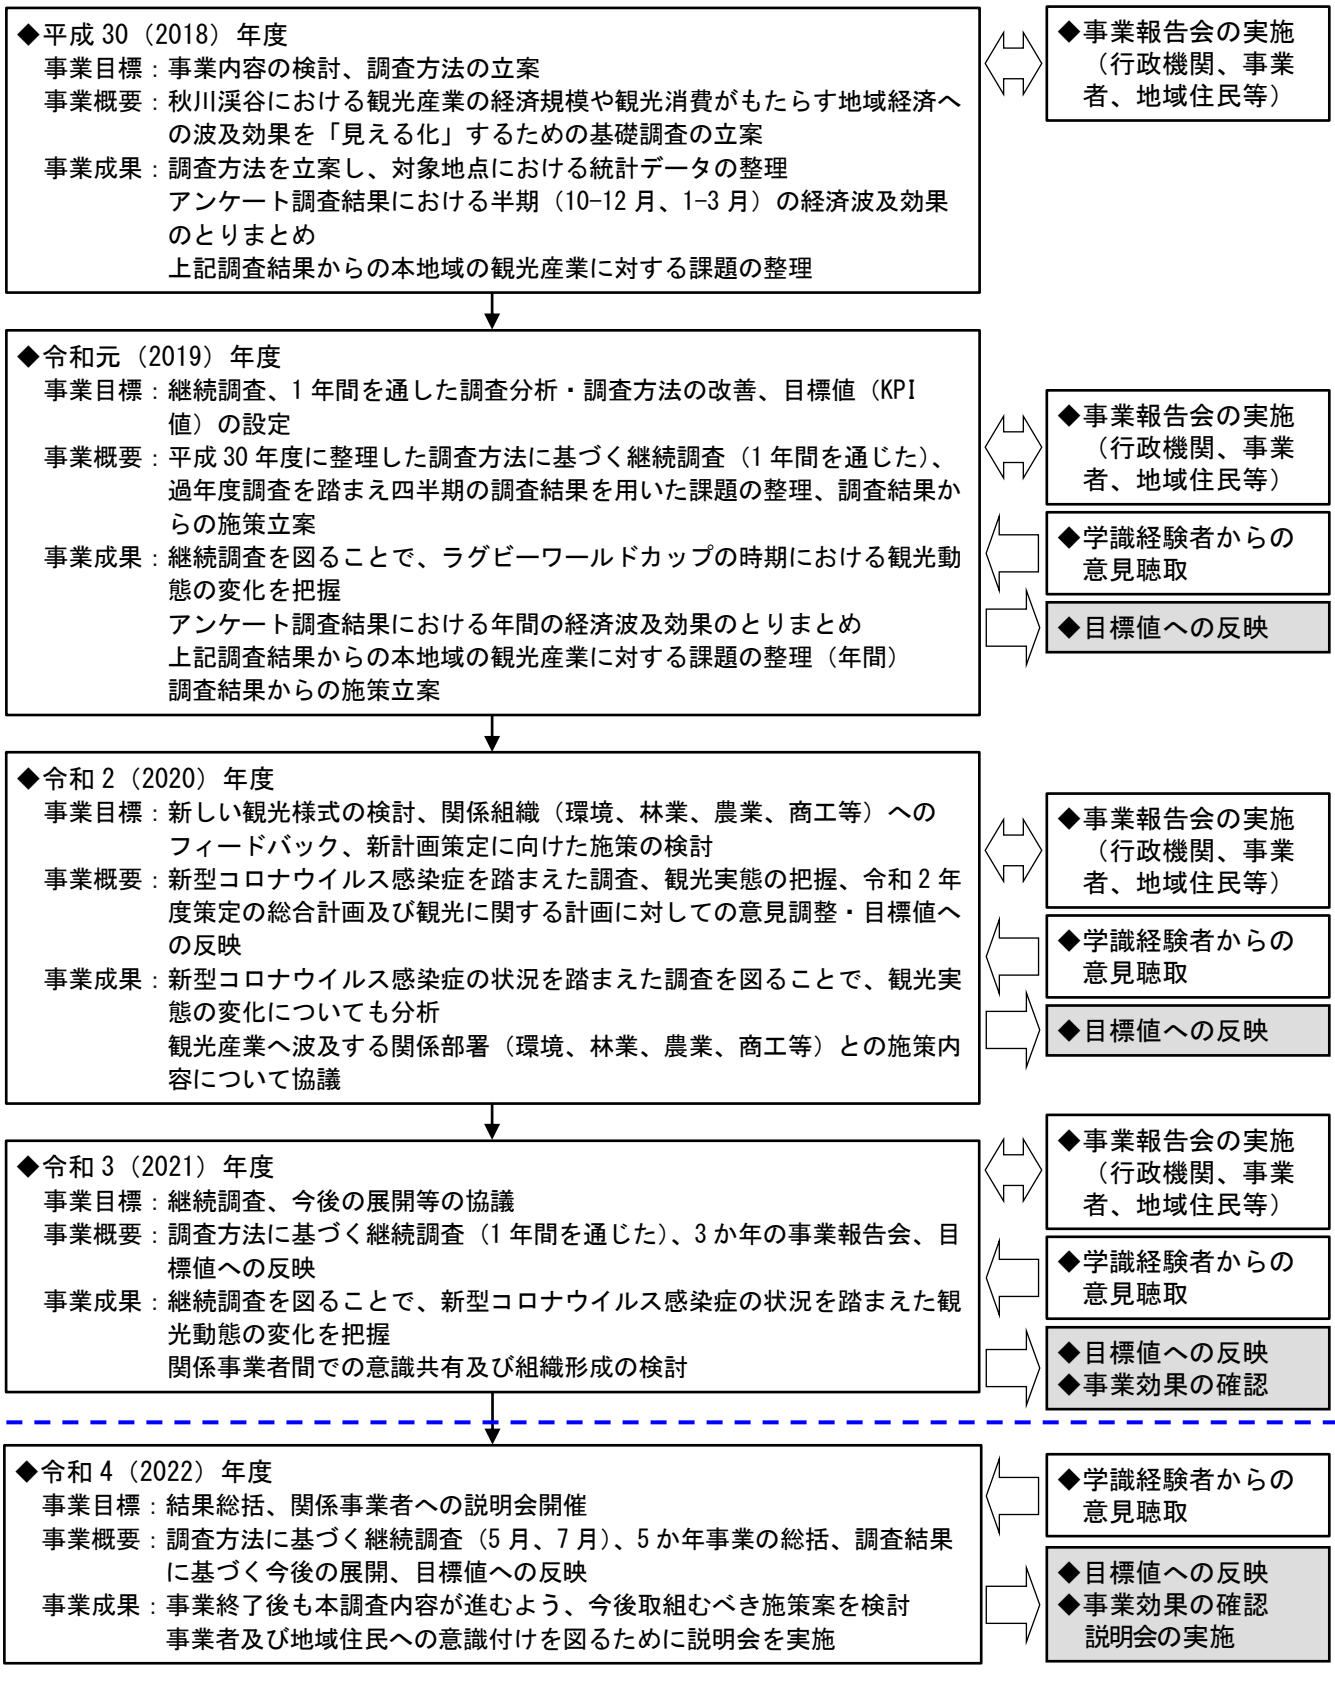 ◆平成 30（2018）年度
事業目標：事業内容の検討、調査方法の立案
事業概要：秋川渓谷における観光産業の経済規模や観光消費がもたらす地域経済へ
の波及効果を「見える化」するための基礎調査の立案
事業成果：調査方法を立案し、対象地点における統計データの整理
アンケート調査結果における半期（10-12 月、1-3 月）の経済波及効果
のとりまとめ
上記調査結果からの本地域の観光産業に対する課題の整理
◆事業報告会の実施
（行政機関、事業
者、地域住民等）
◆令和元（2019）年度
事業目標：継続調査、1 年間を通した調査分析・調査方法の改善、目標値（KPI
値）の設定
事業概要：平成 30 年度に整理した調査方法に基づく継続調査（1 年間を通じた）、
過年度調査を踏まえ四半期の調査結果を用いた課題の整理、調査結果か
らの施策立案
事業成果：継続調査を図ることで、ラグビーワールドカップの時期における観光動
態の変化を把握
アンケート調査結果における年間の経済波及効果のとりまとめ
上記調査結果からの本地域の観光産業に対する課題の整理（年間）
調査結果からの施策立案
◆事業報告会の実施
（行政機関、事業
者、地域住民等）
◆学識経験者からの
意見聴取
◆目標値への反映
◆令和 2（2020）年度
事業目標：新しい観光様式の検討、関係組織（環境、林業、農業、商工等）への
フィードバック、新計画策定に向けた施策の検討
事業概要：新型コロナウイルス感染症を踏まえた調査、観光実態の把握、令和 2 年
度策定の総合計画及び観光に関する計画に対しての意見調整・目標値へ
の反映
事業成果：新型コロナウイルス感染症の状況を踏まえた調査を図ることで、観光実
態の変化についても分析
観光産業へ波及する関係部署（環境、林業、農業、商工等）との施策内
容について協議
◆事業報告会の実施
（行政機関、事業
者、地域住民等）
◆学識経験者からの
意見聴取
◆目標値への反映
◆令和 3（2021）年度
事業目標：継続調査、今後の展開等の協議
事業概要：調査方法に基づく継続調査（1 年間を通じた）、3 か年の事業報告会、目
標値への反映
事業成果：継続調査を図ることで、新型コロナウイルス感染症の状況を踏まえた観
光動態の変化を把握
関係事業者間での意識共有及び組織形成の検討
◆事業報告会の実施
（行政機関、事業
者、地域住民等）
◆学識経験者からの
意見聴取
◆目標値への反映
◆事業効果の確認
◆令和 4（2022）年度
事業目標：結果総括、関係事業者への説明会開催
事業概要：調査方法に基づく継続調査（5 月、7 月）、5 か年事業の総括、調査結果
に基づく今後の展開、目標値への反映
事業成果：事業終了後も本調査内容が進むよう、今後取組むべき施策案を検討
事業者及び地域住民への意識付けを図るために説明会を実施
◆学識経験者からの
意見聴取
◆目標値への反映
◆事業効果の確認
説明会の実施